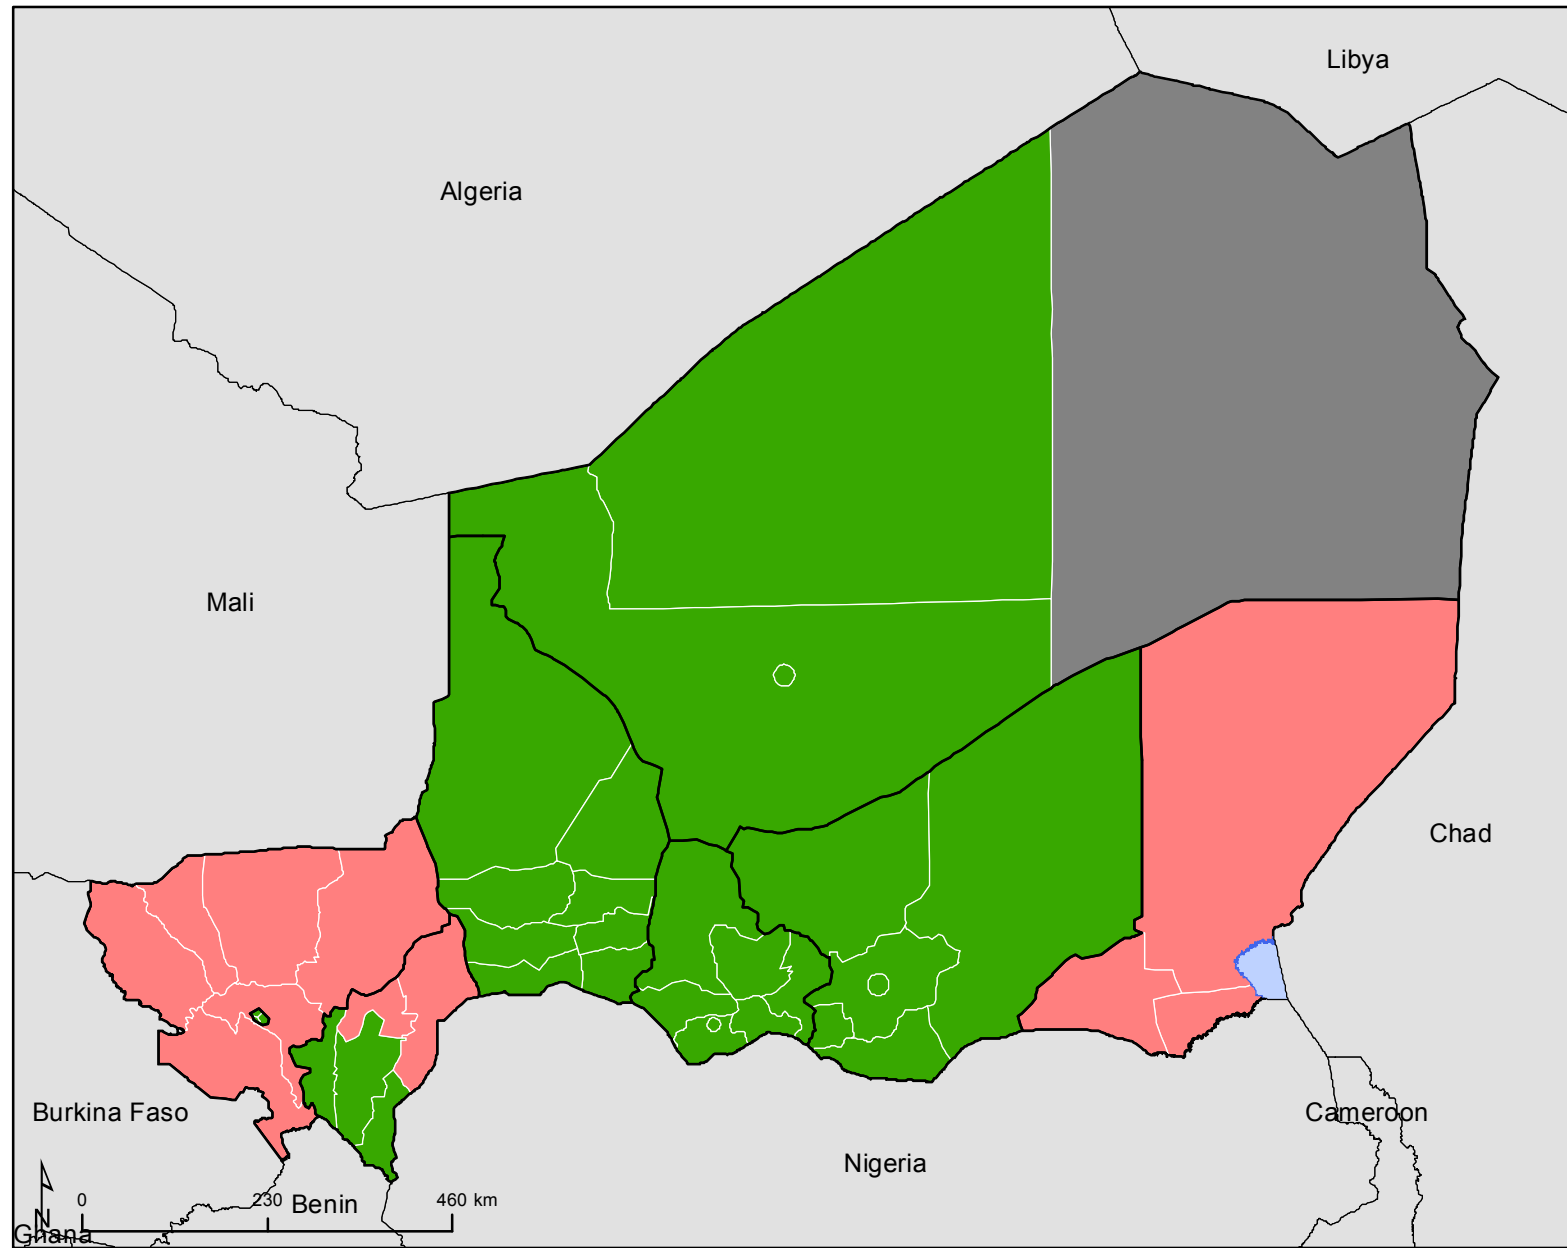 Libya
Algeria
Mali
Chad
Burkina Faso
Cameroon
Nigeria
0 230 460 km
Benin
N
Ghana